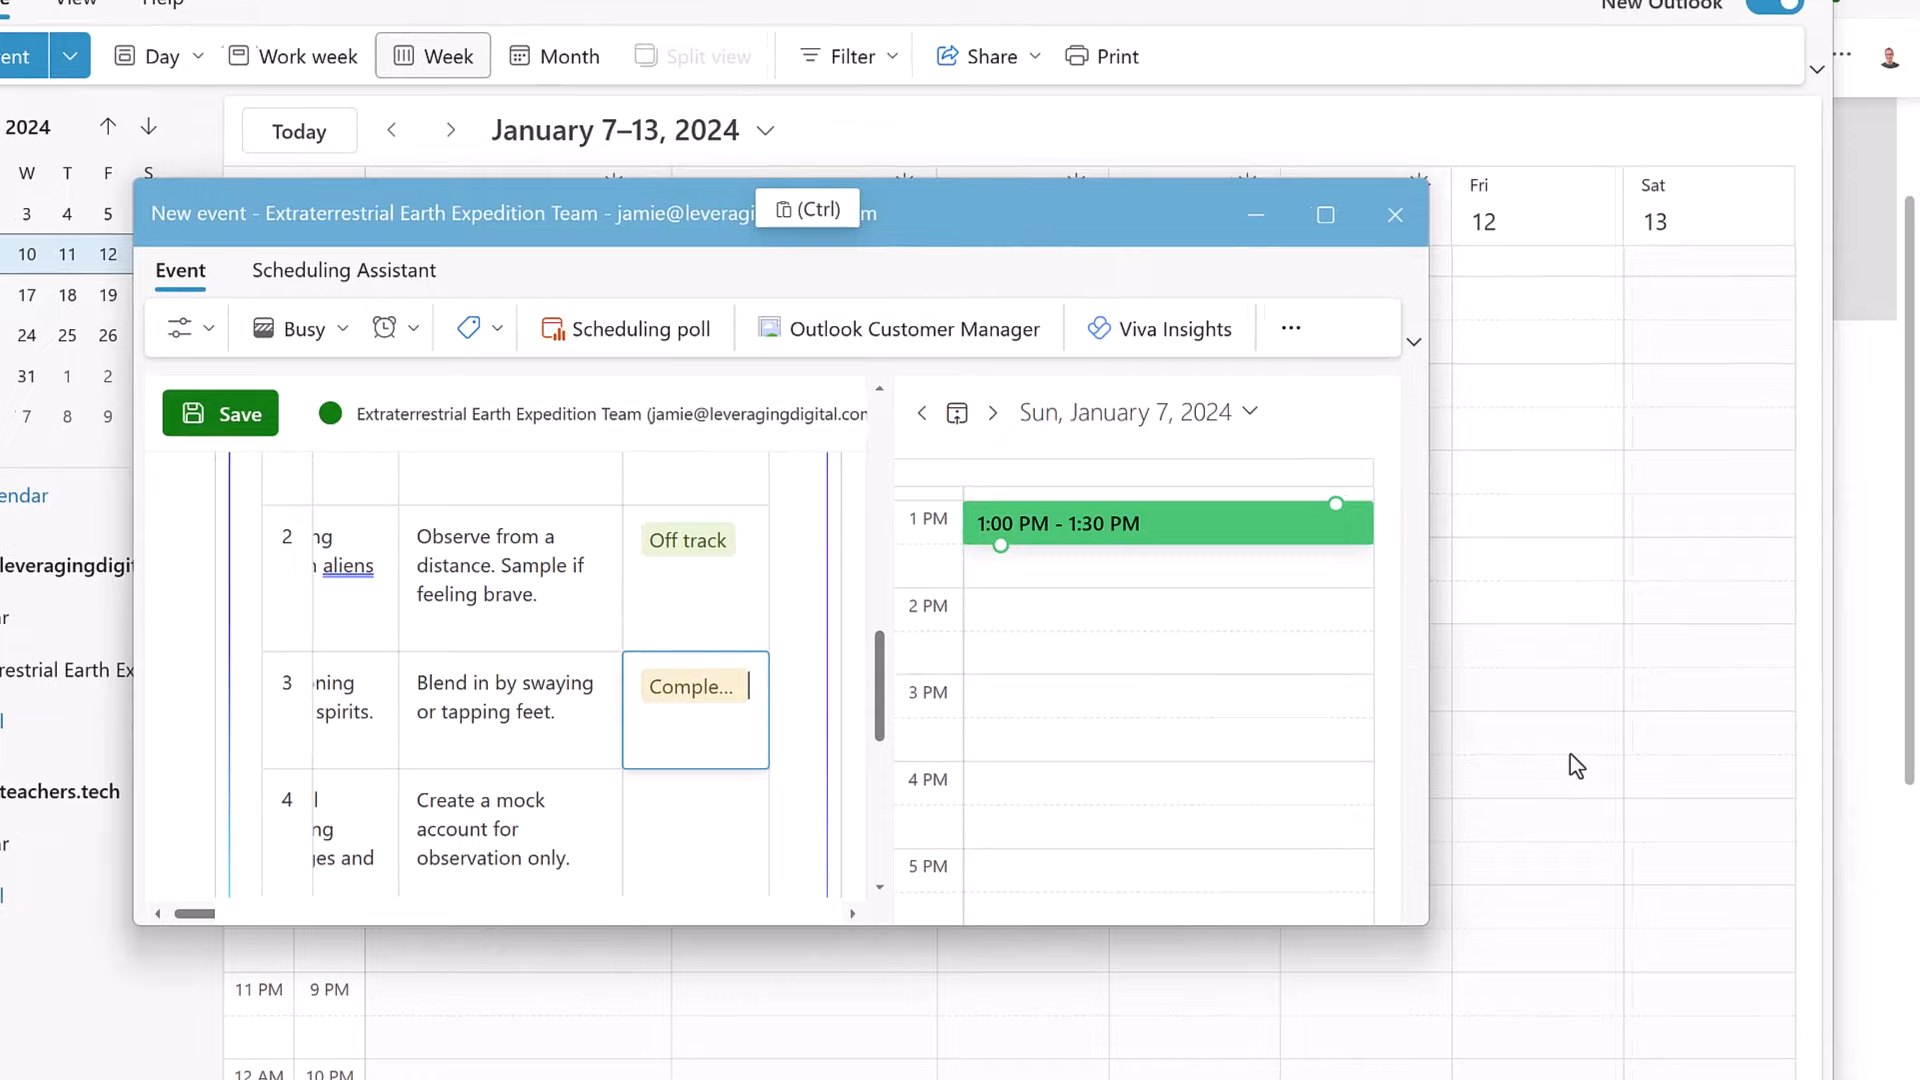 View
Help
New Outlook
ent
Day
Work week
Week
Month
Split view
Filter
Share
Print
2024
Today
January 7–13, 2024
W T F S
3 4 5
10 11 12
17 18 19
24 25 26
31 1 2
7 8 9
Fri
12
Sat
13
endar
leveragingdigit
ar
restrial Earth Ex
teachers.tech
ar
New event - Extraterrestrial Earth Expedition Team - jamie@leveragi
m
(Ctrl)
Event
Scheduling Assistant
Busy
Scheduling poll
Outlook Customer Manager
Viva Insights
Save
Extraterrestrial Earth Expedition Team (jamie@leveragingdigital.com
Sun, January 7, 2024
2
ng
aliens
Observe from a
distance. Sample if
feeling brave.
Off track
3
ning
spirits.
Blend in by swaying
or tapping feet.
Comple...
4
l
ng
ges and
Create a mock
account for
observation only.
1 PM
1:00 PM - 1:30 PM
2 PM
3 PM
4 PM
5 PM
11 PM 9 PM
12 AM 10 PM